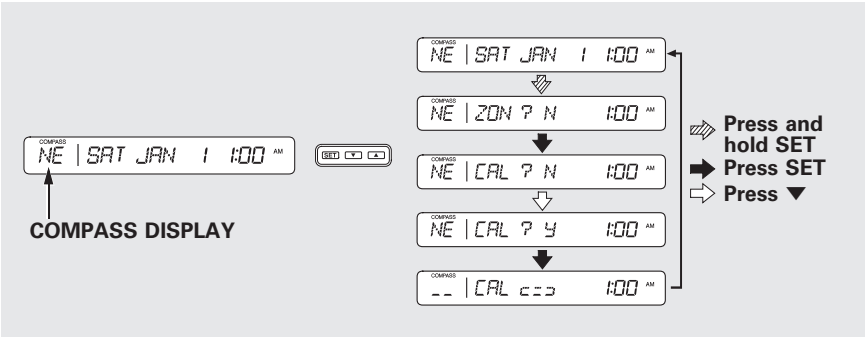 COMPASS
NE | SAT JAN 1 1:00 AM
SET ▼ ▲
COMPASS DISPLAY
COMPASS
NE | SAT JAN 1 1:00 AM
COMPASS
NE | ZON ? N 1:00 AM
COMPASS
NE | CAL ? N 1:00 AM
COMPASS
NE | CAL ? Y 1:00 AM
COMPASS
_ _ | CAL 1:00 AM
Press and
hold SET
Press SET
Press ▼